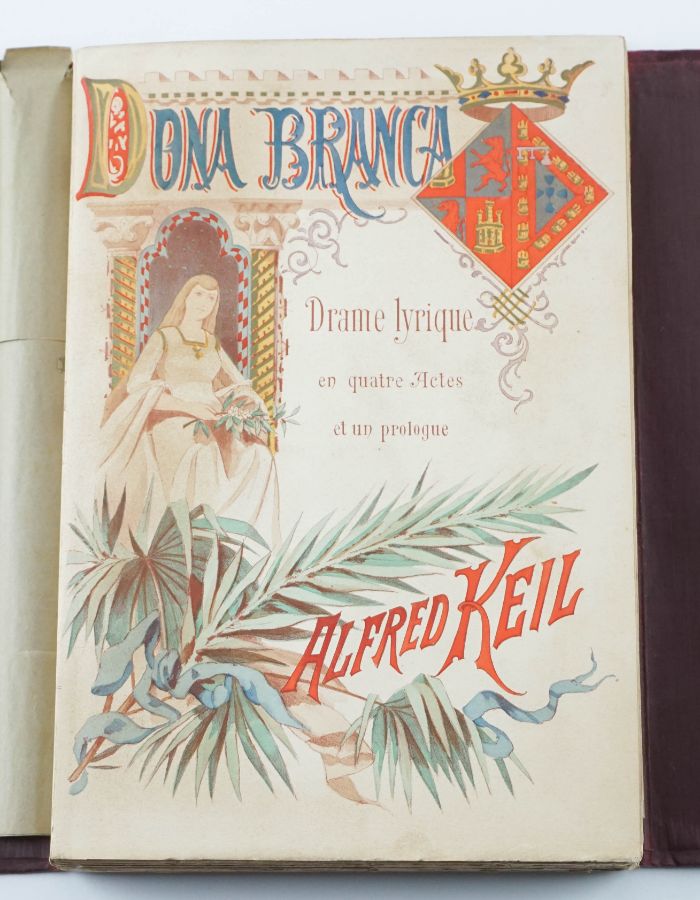 DONA BRANCA
Drame lyrique
en quatre Actes
et un prologue
ALFRED KEIL